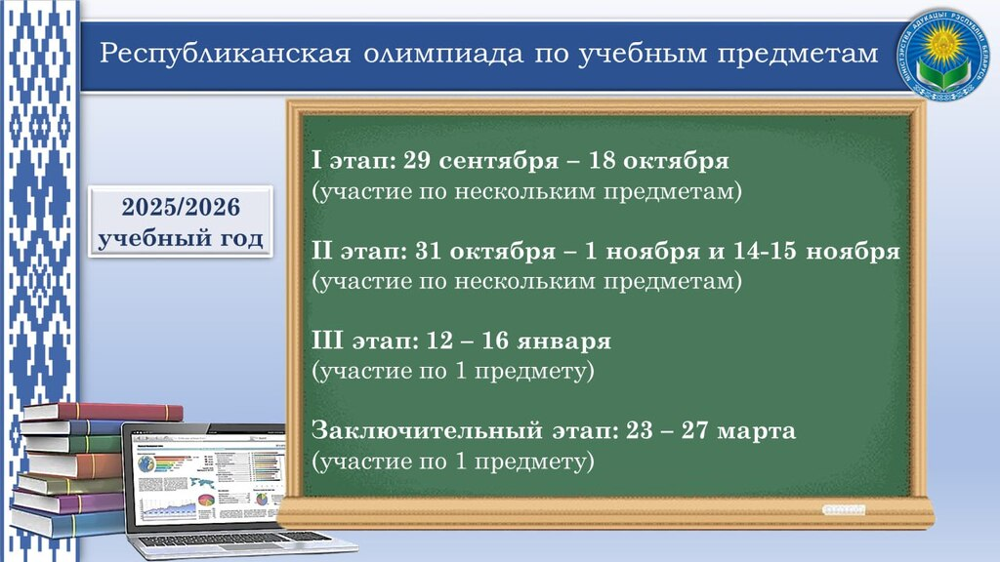 Республиканская олимпиада по учебным предметам
МІНІСТЭРСТВА АДУКАЦЫІ РЭСПУБЛІКІ БЕЛАРУСЬ
2025/2026
учебный год
I этап: 29 сентября – 18 октября
(участие по нескольким предметам)
II этап: 31 октября – 1 ноября и 14-15 ноября
(участие по нескольким предметам)
III этап: 12 – 16 января
(участие по 1 предмету)
Заключительный этап: 23 – 27 марта
(участие по 1 предмету)